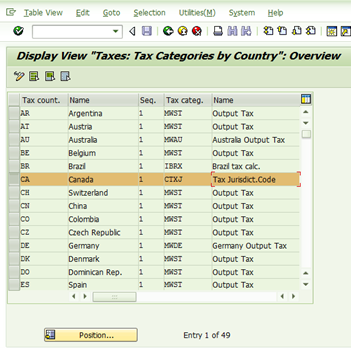 Table View Edit Goto Selection Utilities(M) System Help
Display View "Taxes: Tax Categories by Country": Overview
Tax count. Name Seq. Tax categ. Name
AR Argentina 1 MWST Output Tax
AT Austria 1 MWST Output Tax
AU Australia 1 MWAU Australia Output Tax
BE Belgium 1 MWST Output Tax
BR Brazil 1 IBRX Brazil tax calc.
CA Canada 1 CTXJ Tax Jurisdict.Code
CH Switzerland 1 MWST Output Tax
CN China 1 MWST Output Tax
CO Colombia 1 MWST Output Tax
CZ Czech Republic 1 MWST Output Tax
DE Germany 1 MWDE Germany Output Tax
DK Denmark 1 MWST Output Tax
DO Dominican Rep. 1 MWST Output Tax
ES Spain 1 MWST Output Tax
Position... Entry 1 of 49